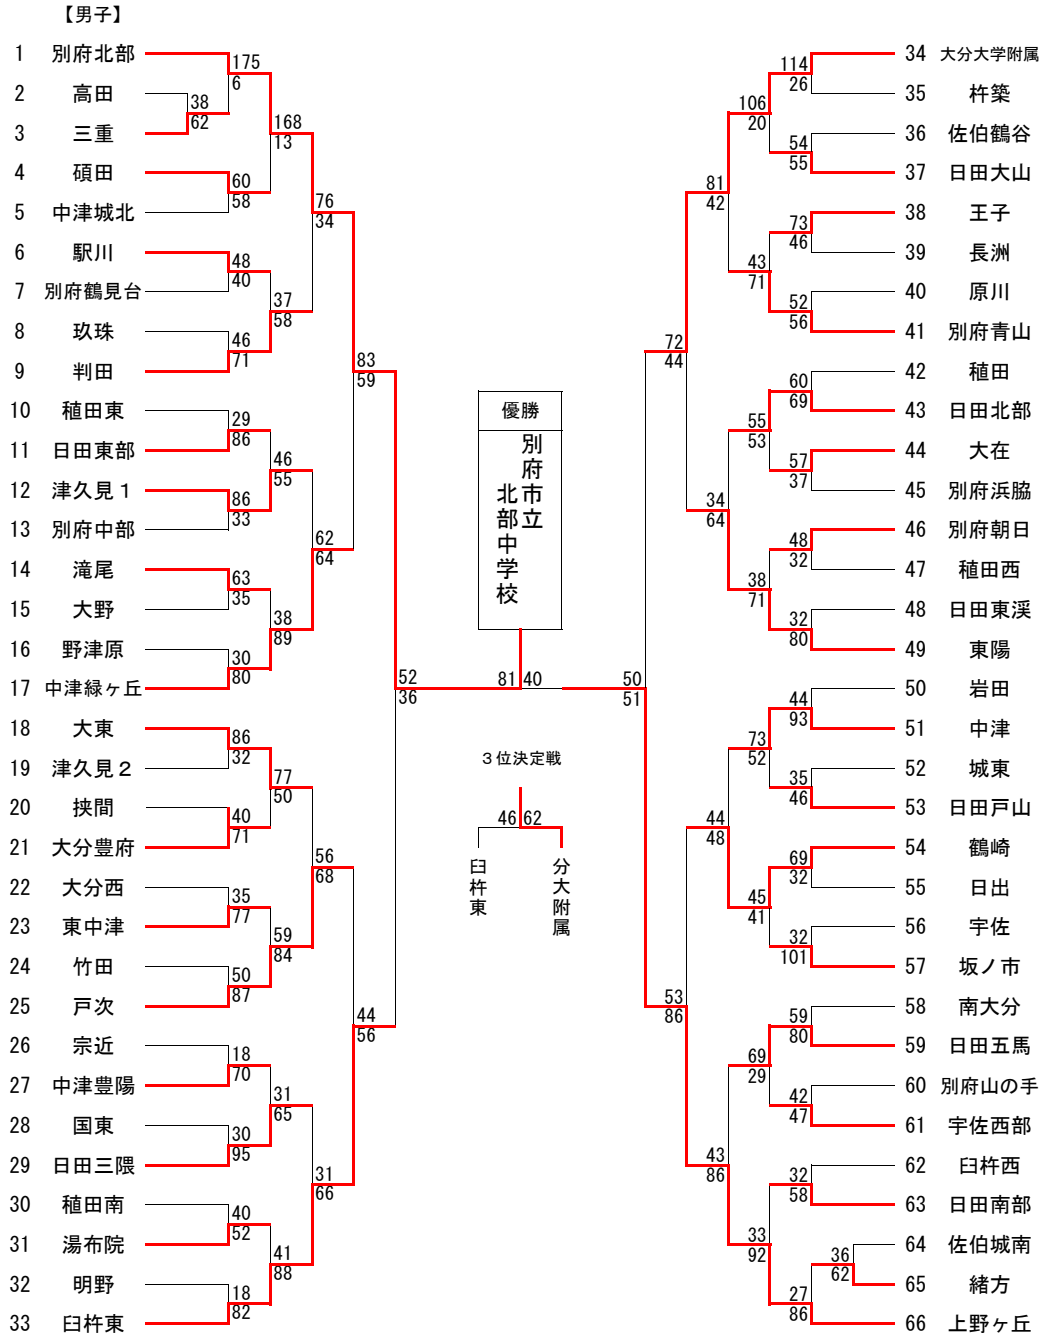 【男子】
1 別府北部
2 高田
3 三重
4 碩田
5 中津城北
6 駅川
7 別府鶴見台
8 玖珠
9 判田
10 稙田東
11 日田東部
12 津久見１
13 別府中部
14 滝尾
15 大野
16 野津原
17 中津緑ヶ丘
18 大東
19 津久見２
20 挟間
21 大分豊府
22 大分西
23 東中津
24 竹田
25 戸次
26 宗近
27 中津豊陽
28 国東
29 日田三隈
30 稙田南
31 湯布院
32 明野
33 臼杵東
175
6
38
62
60
58
48
40
46
71
29
86
86
33
63
35
30
80
86
32
40
71
35
77
50
87
18
70
30
95
40
52
18
82
168
13
37
58
46
55
38
89
77
50
59
84
31
65
41
88
76
34
62
64
56
68
31
66
83
59
44
56
52
36
優勝
別府市立
北部中学校
81 40
３位決定戦
46 62
臼杵東
分大附属
50
51
72
44
53
86
81
42
34
64
44
48
43
86
106
20
43
71
55
53
38
71
73
52
45
41
69
29
33
92
114
26
54
55
73
46
52
56
60
69
57
37
48
32
32
80
44
93
35
46
69
32
32
101
59
80
42
47
32
58
36
62
27
86
34 大分大学附属
35 杵築
36 佐伯鶴谷
37 日田大山
38 王子
39 長洲
40 原川
41 別府青山
42 稙田
43 日田北部
44 大在
45 別府浜脇
46 別府朝日
47 稙田西
48 日田東渓
49 東陽
50 岩田
51 中津
52 城東
53 日田戸山
54 鶴崎
55 日出
56 宇佐
57 坂ノ市
58 南大分
59 日田五馬
60 別府山の手
61 宇佐西部
62 臼杵西
63 日田南部
64 佐伯城南
65 緒方
66 上野ヶ丘